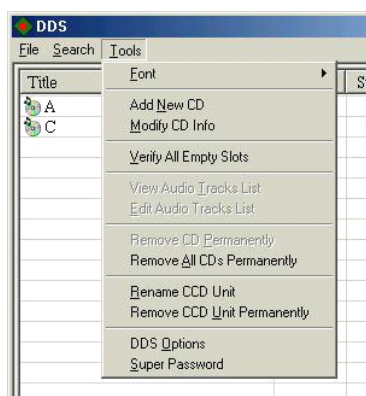 DDS
File Search Tools
Title S
A
C
Font
Add New CD
Modify CD Info
Verify All Empty Slots
View Audio Tracks List
Edit Audio Tracks List
Remove CD Permanently
Remove All CDs Permanently
Rename CCD Unit
Remove CCD Unit Permanently
DDS Options
Super Password